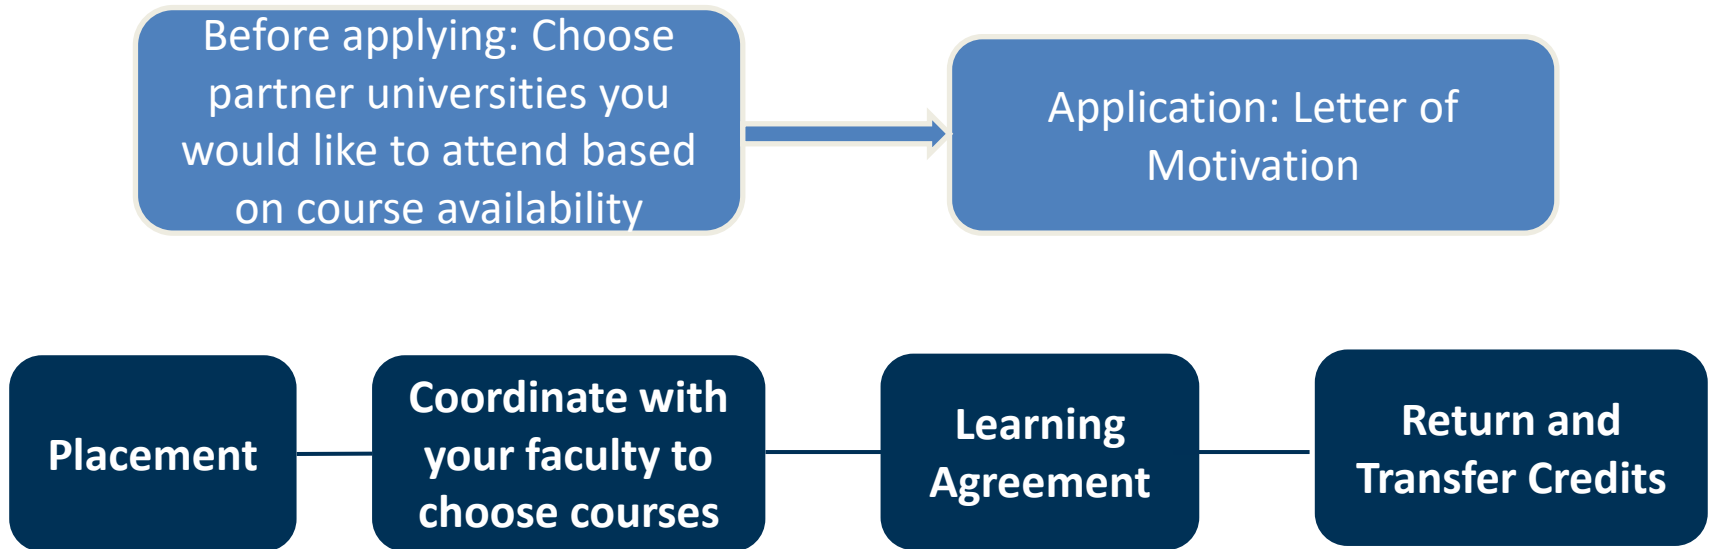 Before applying: Choose
partner universities you
would like to attend based
on course availability
Application: Letter of
Motivation
Placement
Coordinate with
your faculty to
choose courses
Learning
Agreement
Return and
Transfer Credits